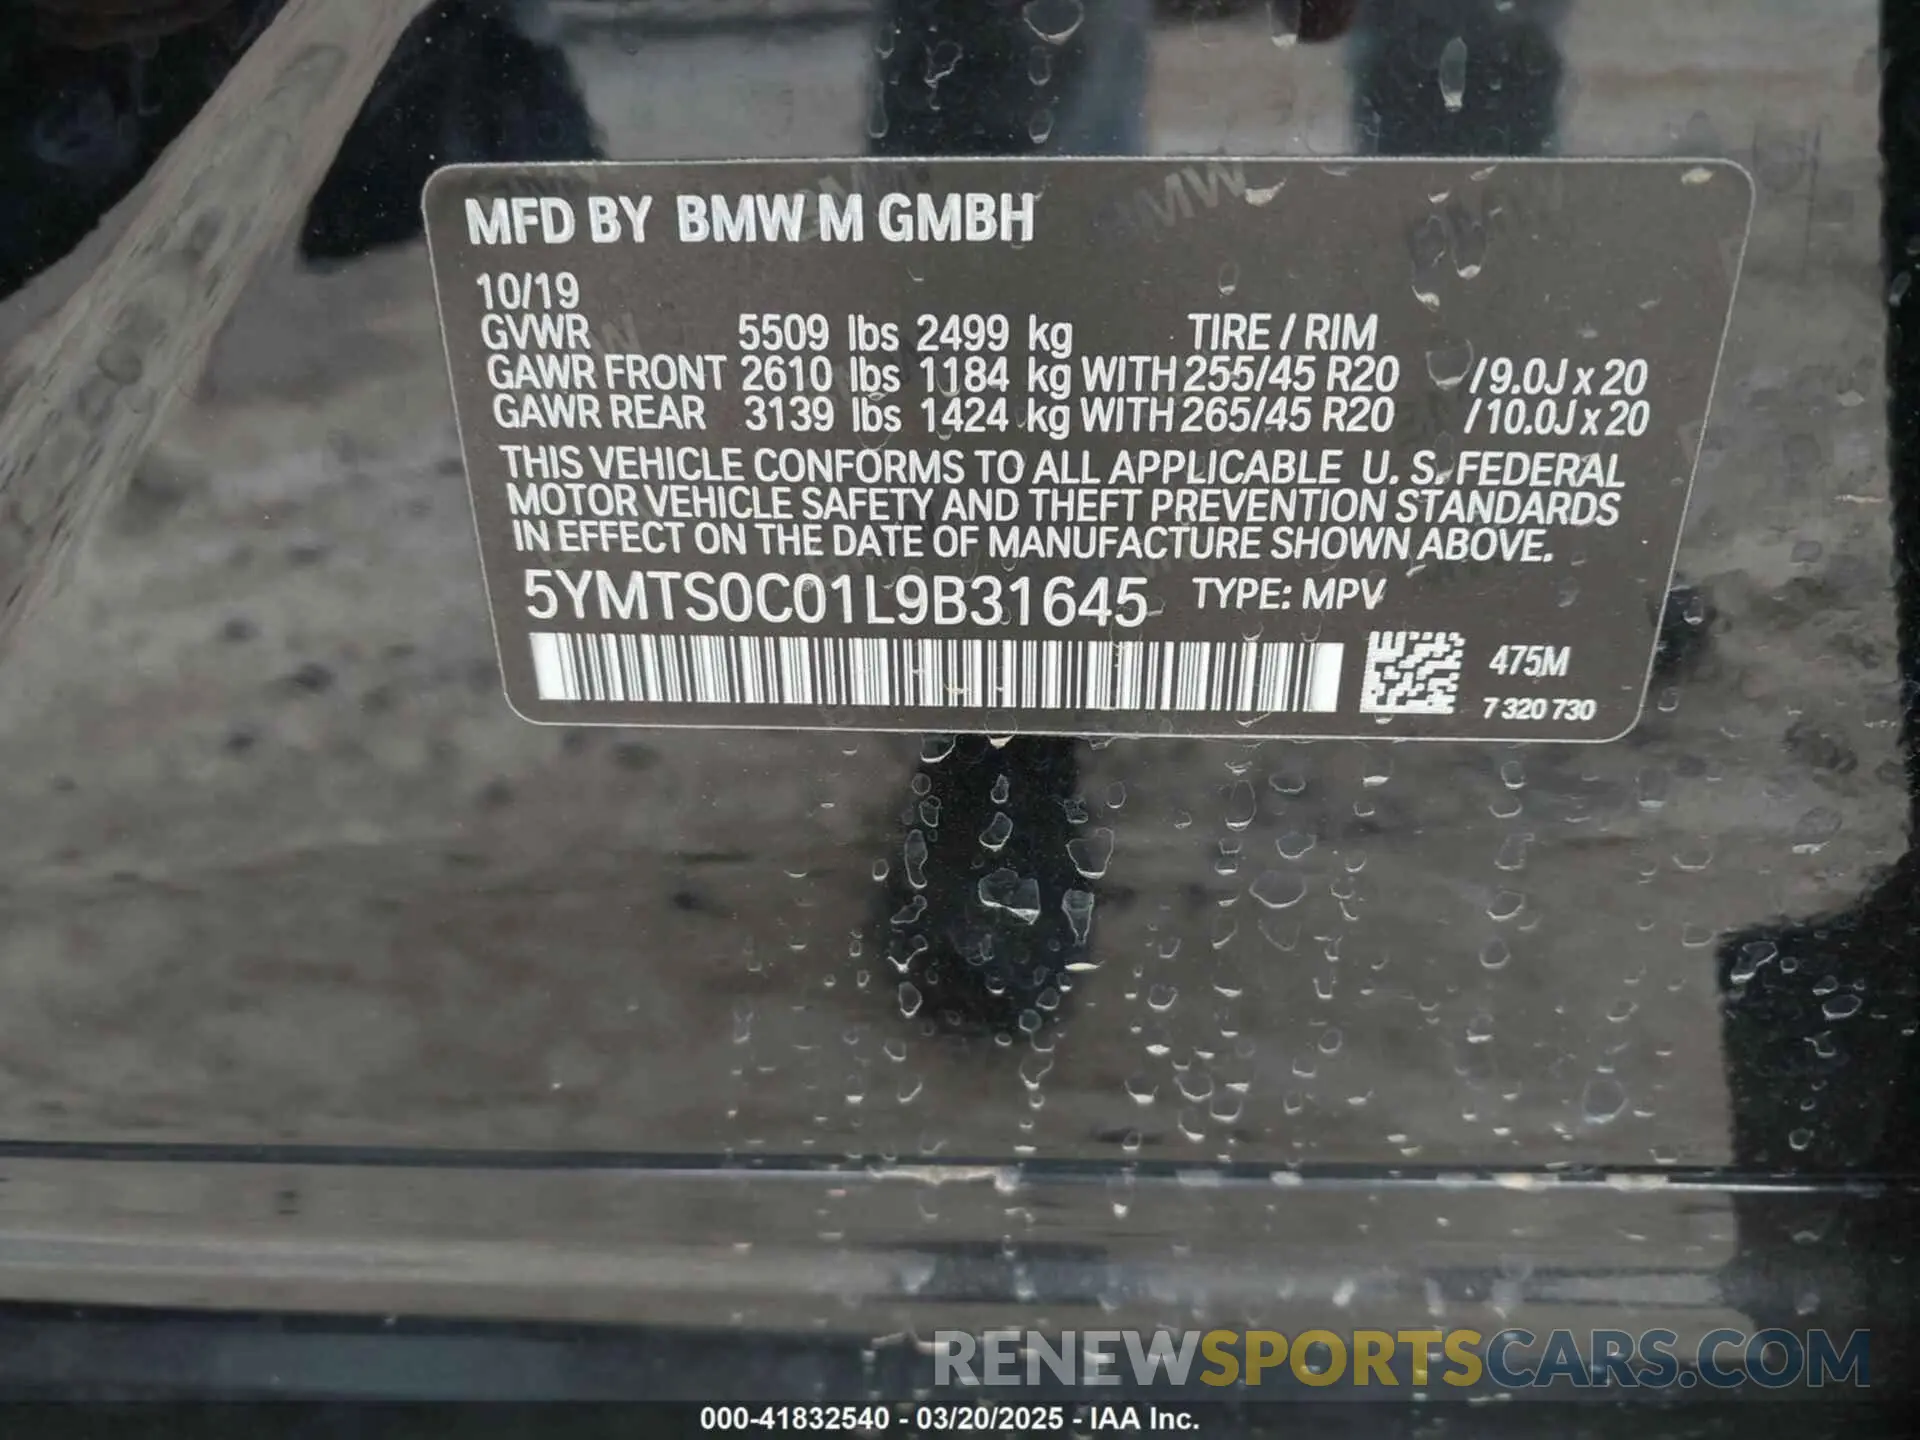 MFD BY BMW M GMBH
10/19
GVWR 5509 lbs 2499 kg TIRE / RIM
GAWR FRONT 2610 lbs 1184 kg WITH 255/45 R20 /9.0J x 20
GAWR REAR 3139 lbs 1424 kg WITH 265/45 R20 /10.0J x 20
THIS VEHICLE CONFORMS TO ALL APPLICABLE U. S. FEDERAL
MOTOR VEHICLE SAFETY AND THEFT PREVENTION STANDARDS
IN EFFECT ON THE DATE OF MANUFACTURE SHOWN ABOVE.
5YMTS0C01L9B31645 TYPE: MPV
475M
7 320 730
RENEWSPORTSCARS.COM
000-41832540 - 03/20/2025 - IAA Inc.